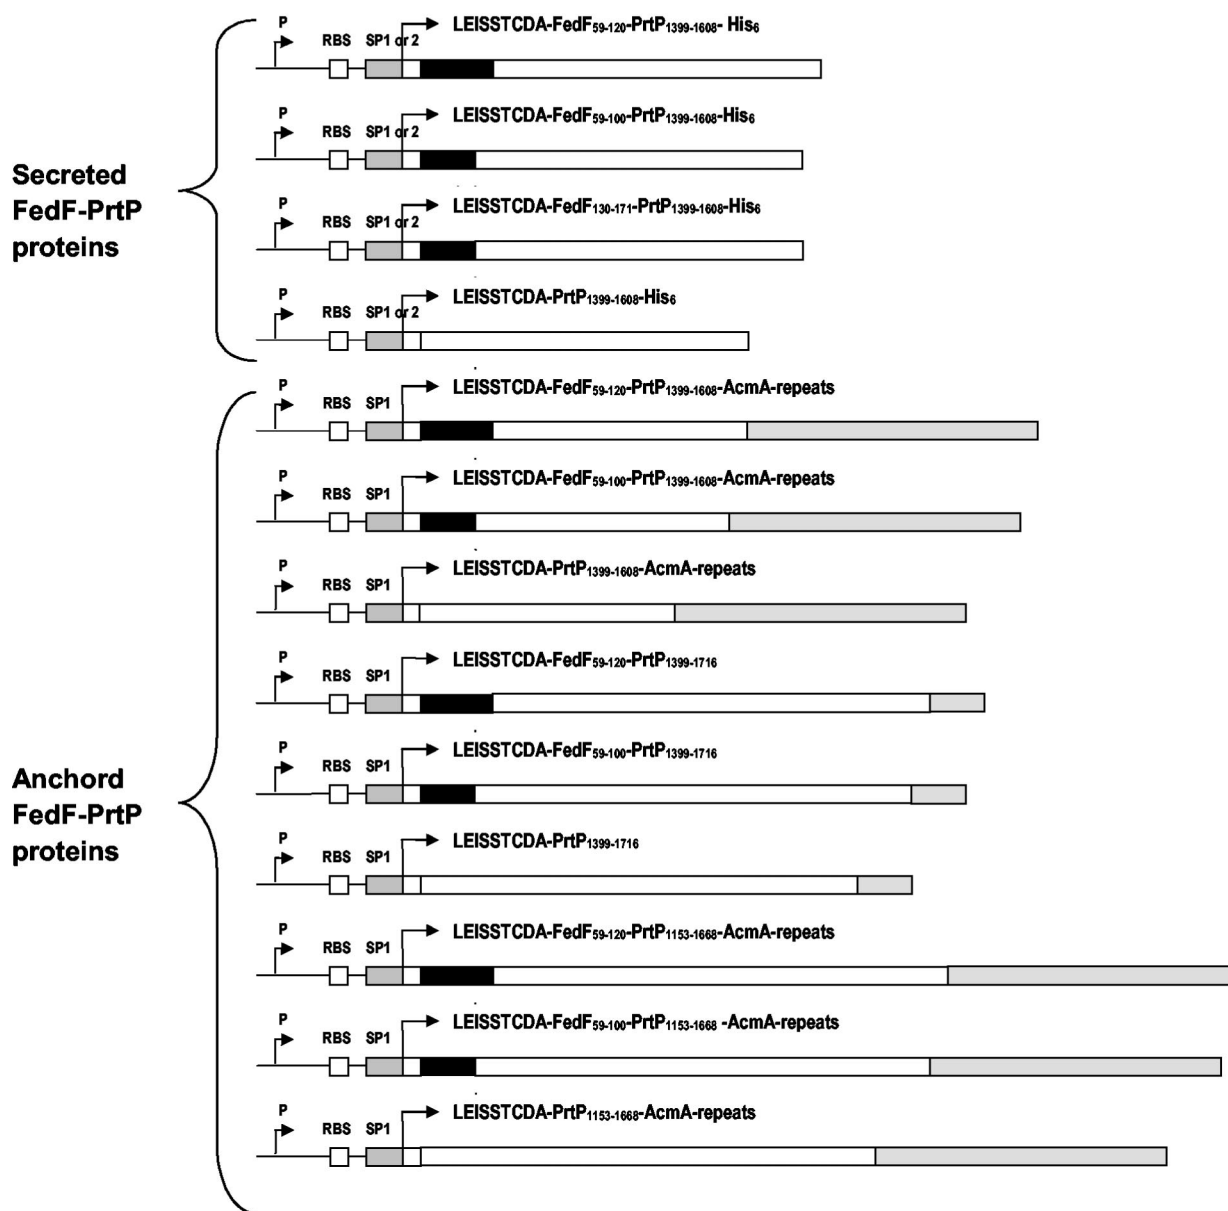 P
RBS SP1 or 2 LEISSTCDA-FedF59-120-PrtP1399-1608- His6
P
RBS SP1 or 2 LEISSTCDA-FedF59-100-PrtP1399-1608-His6
Secreted
FedF-PrtP
proteins
P
RBS SP1 or 2 LEISSTCDA-FedF130-171-PrtP1399-1608-His6
P
RBS SP1 or 2 LEISSTCDA-PrtP1399-1608-His6
P
RBS SP1 LEISSTCDA-FedF59-120-PrtP1399-1608-AcmA-repeats
P
RBS SP1 LEISSTCDA-FedF59-100-PrtP1399-1608-AcmA-repeats
P
RBS SP1 LEISSTCDA-PrtP1399-1608-AcmA-repeats
P
RBS SP1 LEISSTCDA-FedF59-120-PrtP1399-1716
Anchord
FedF-PrtP
proteins
P
RBS SP1 LEISSTCDA-FedF59-100-PrtP1399-1716
P
RBS SP1 LEISSTCDA-PrtP1399-1716
P
RBS SP1 LEISSTCDA-FedF59-120-PrtP1153-1668-AcmA-repeats
P
RBS SP1 LEISSTCDA-FedF59-100-PrtP1153-1668 -AcmA-repeats
P
RBS SP1 LEISSTCDA-PrtP1153-1668-AcmA-repeats